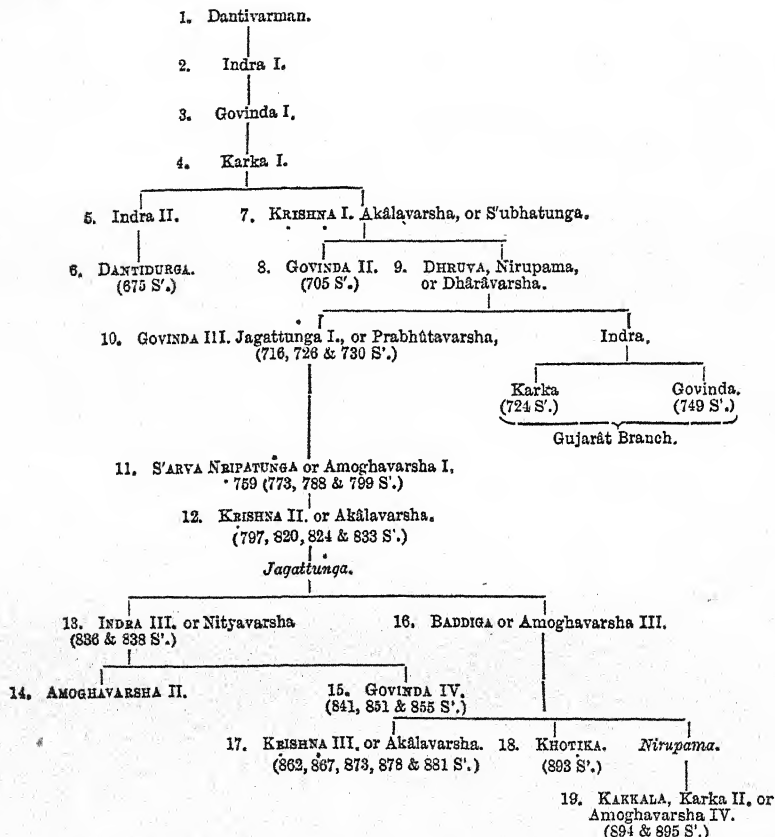 1. Dantivarman.
2. Indra I.
3. Govinda I.
4. Karka I.
5. Indra II. 7. KRISHNA I. Akâlavarsha, or S'ubhatunga.
6. DANTIDURGA. 8. GOVINDA II. 9. DHRUVA, Nirupama,
(675 S'.) (705 S'.) or Dhârâvarsha.
10. GOVINDA III. Jagattunga I., or Prabhûtavarsha, Indra,
(716, 726 & 730 S'.)
Karka Govinda.
(724 S'.) (749 S'.)
Gujarât Branch.
11. S'ARVA NRIPATUNGA or Amoghavarsha I,
759 (773, 788 & 799 S'.)
12. KRISHNA II. or Akâlavarsha.
(797, 820, 824 & 833 S'.)
Jagattunga.
13. INDRA III. or Nityavarsha 16. BADDIGA or Amoghavarsha III.
(836 & 838 S'.)
14. AMOGHAVARSHA II. 15. GOVINDA IV.
(841, 851 & 855 S'.)
17. KRISHNA III. or Akâlavarsha. 18. KHOTIKA. Nirupama.
(862, 867, 873, 878 & 881 S'.) (893 S'.)
19. KAKKALA, Karka II. or
Amoghavarsha IV.
(894 & 895 S'.)